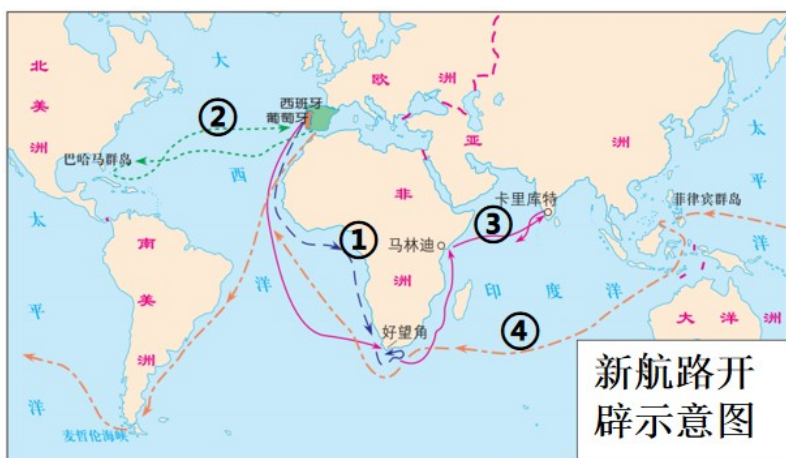 北美洲
大西洋
②
西班牙
葡萄牙
欧洲
亚洲
太平洋
巴哈马群岛
非洲
卡里库特
③
菲律宾群岛
①
马林迪
太平洋
南美洲
印度洋
好望角
④
大洋洲
麦哲伦海峡
新航路开
辟示意图